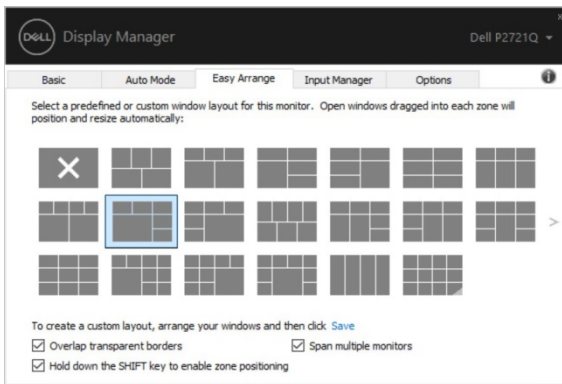 DELL Display Manager
Dell P2721Q
Basic Auto Mode Easy Arrange Input Manager Options
Select a predefined or custom window layout for this monitor. Open windows dragged into each zone will
position and resize automatically:
To create a custom layout, arrange your windows and then click Save
Overlap transparent borders
Span multiple monitors
Hold down the SHIFT key to enable zone positioning